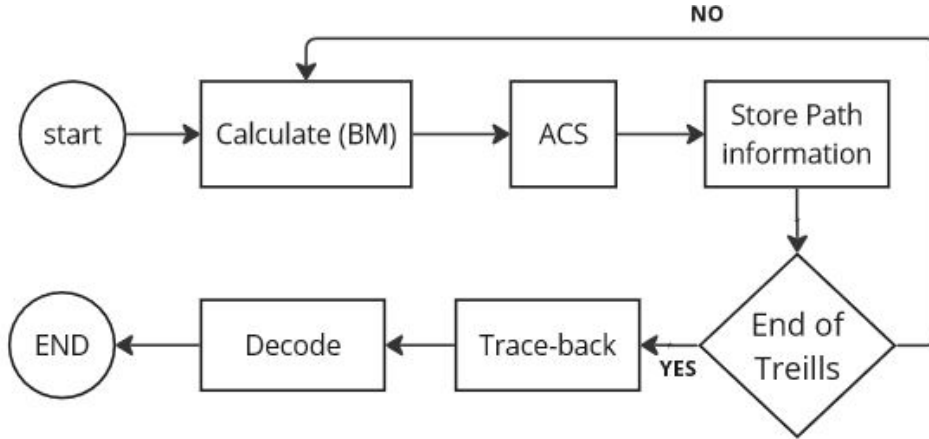 NO
start
Calculate (BM)
ACS
Store Path
information
End of
Treills
YES
Trace-back
Decode
END